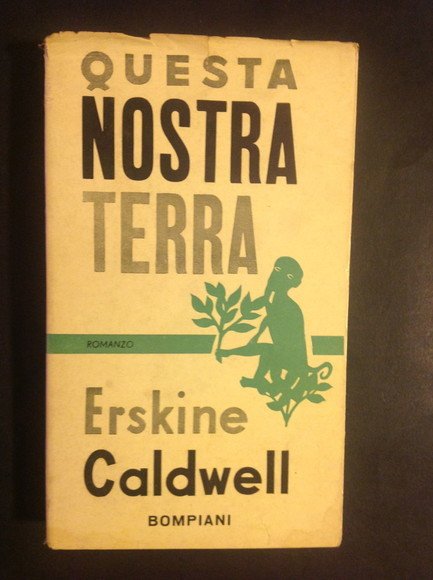 QUESTA
NOSTRA
TERRA
ROMANZO
Erskine
Caldwell
BOMPIANI